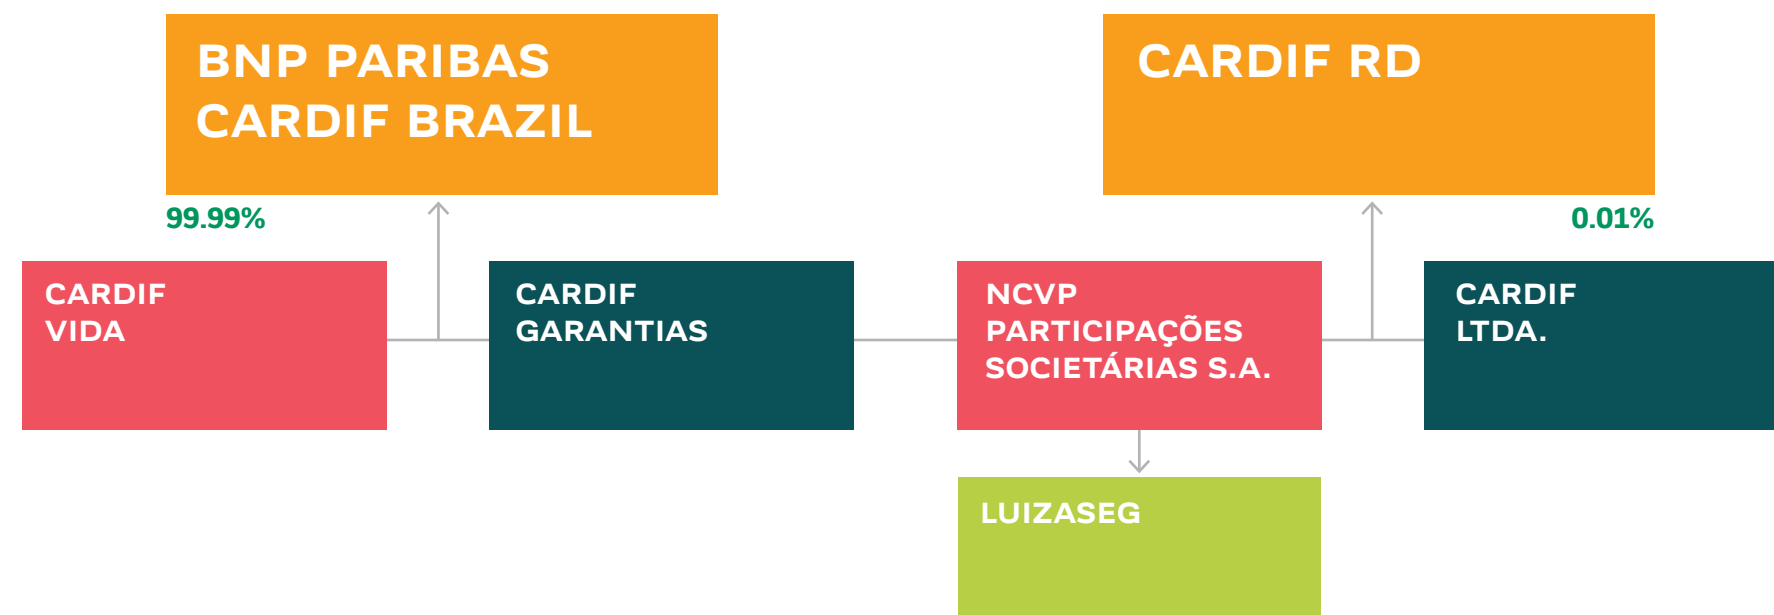 BNP PARIBAS
CARDIF BRAZIL
CARDIF RD
99.99%
0.01%
CARDIF
VIDA
CARDIF
GARANTIAS
NCVP
PARTICIPAÇÕES
SOCIETÁRIAS S.A.
CARDIF
LTDA.
LUIZASEG